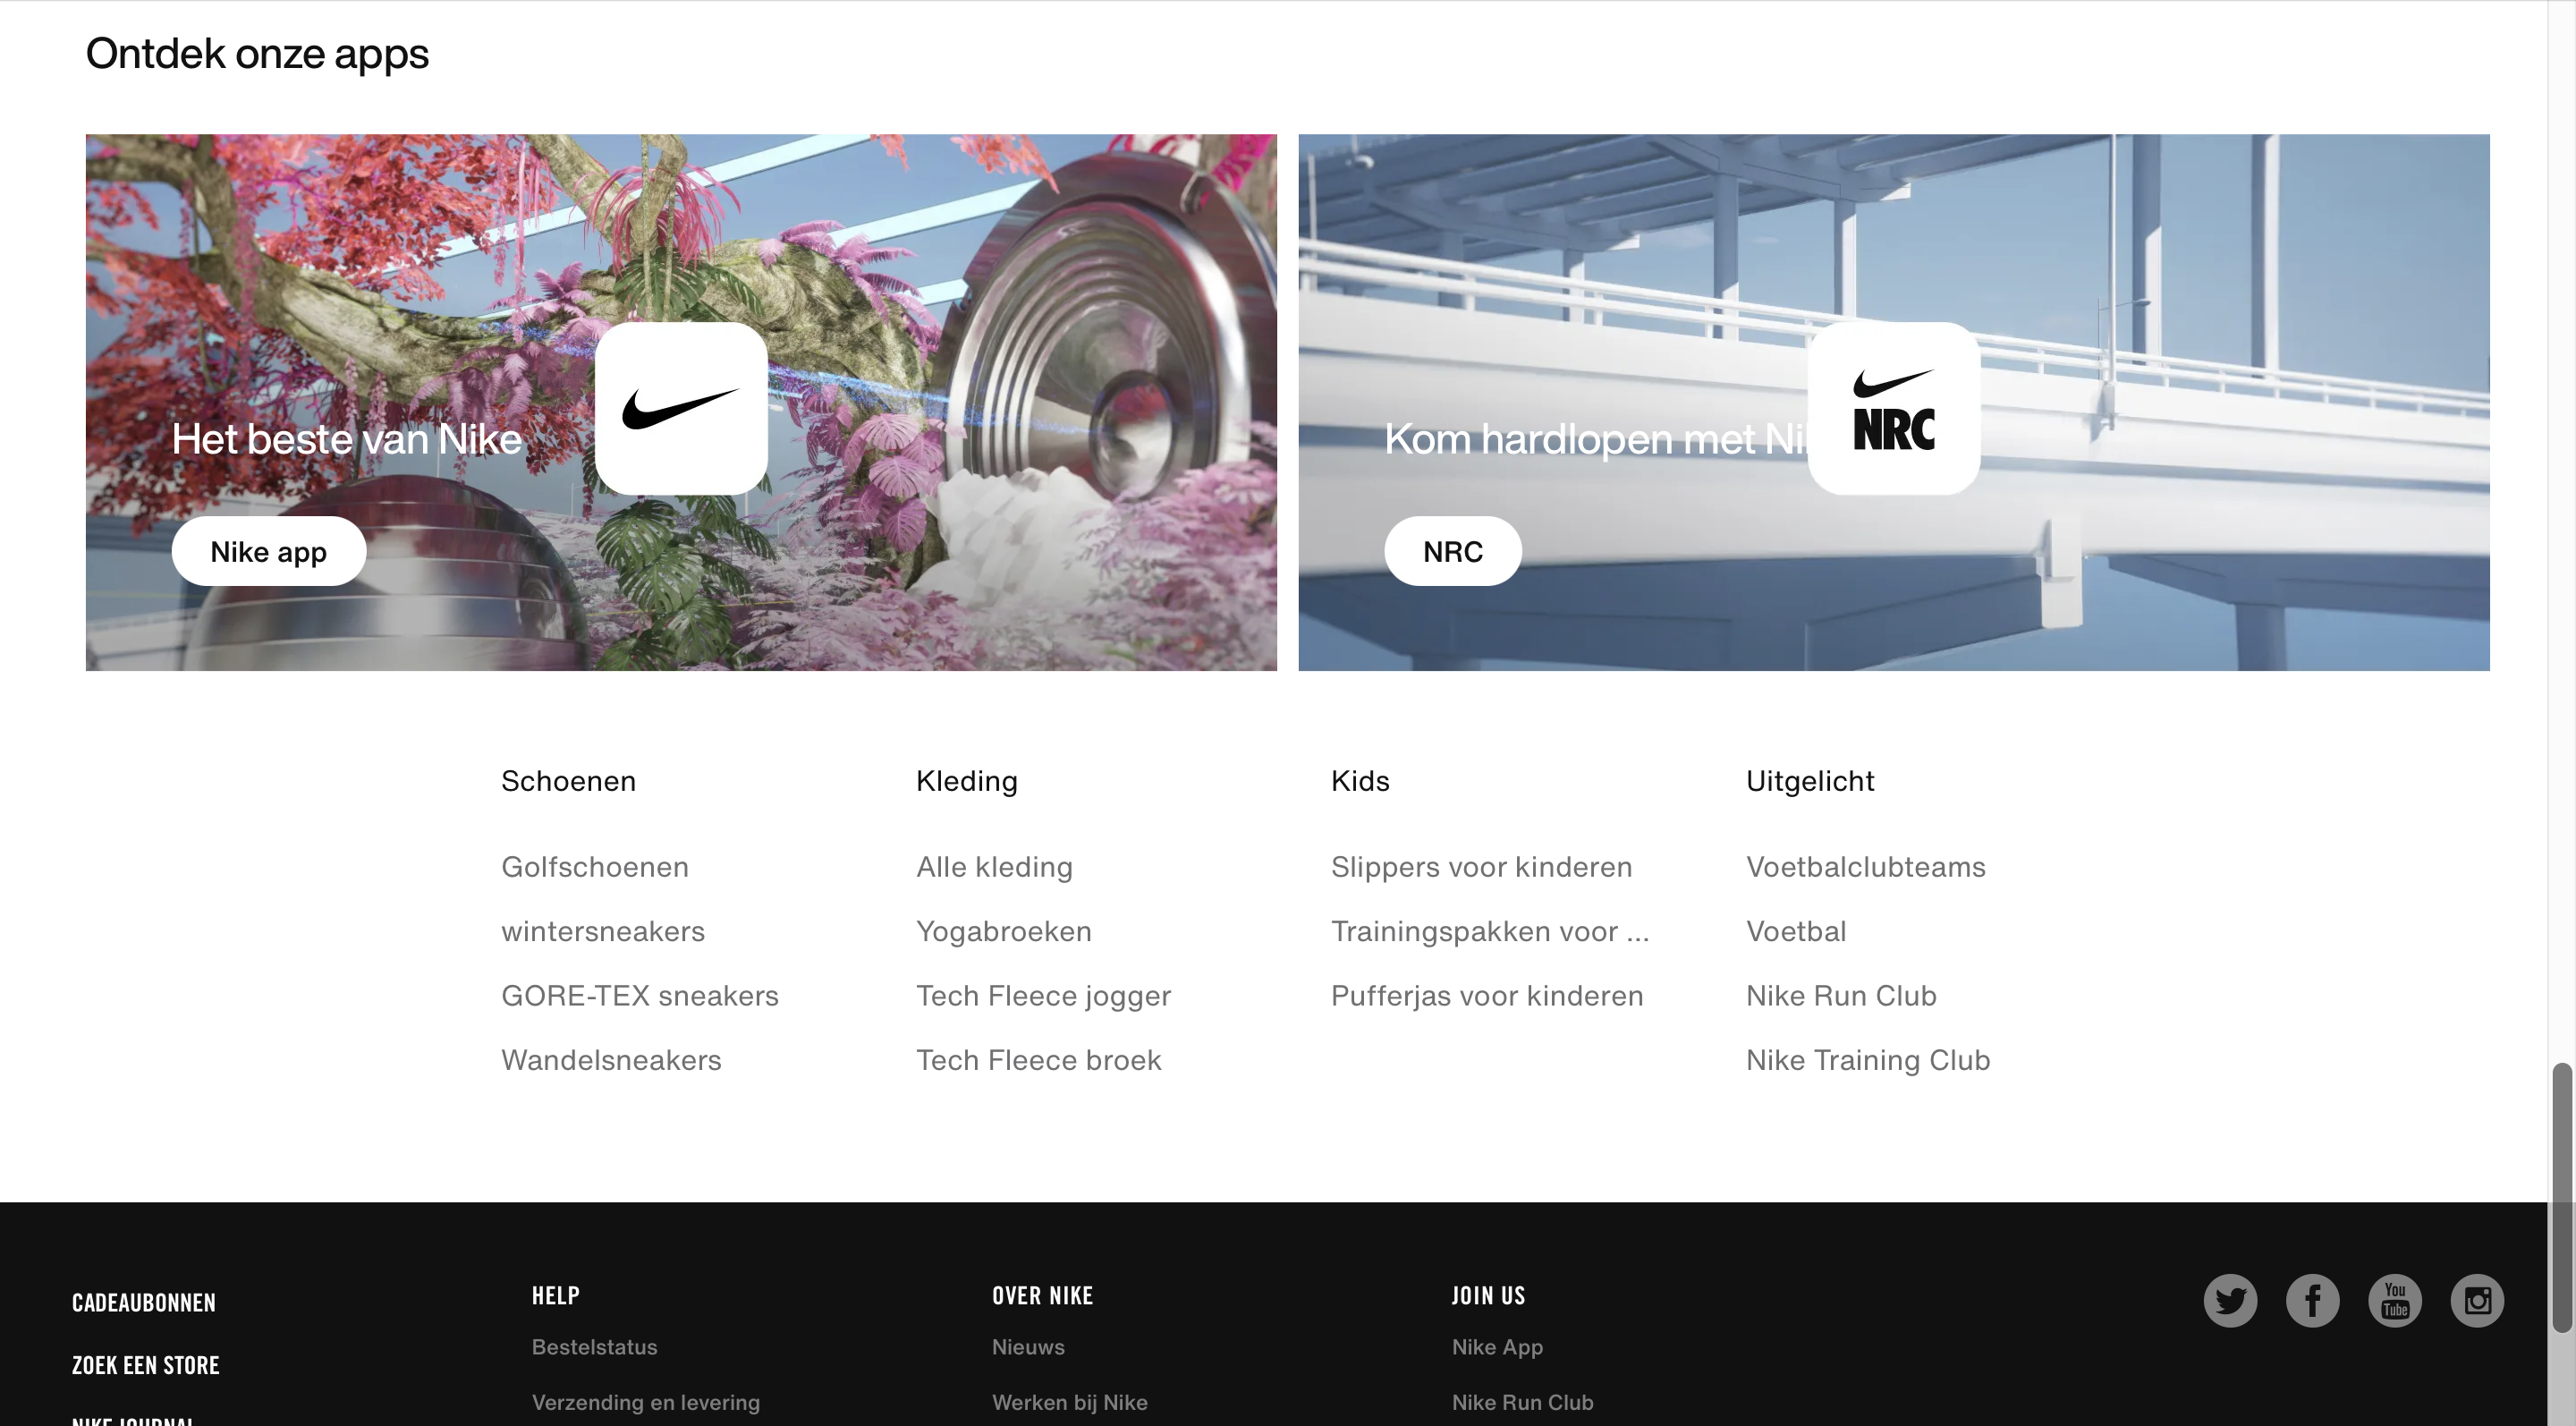 Ontdek onze apps
Het beste van Nike
Nike app
Kom hardlopen met
NRC
NRC
Schoenen
Golfschoenen
wintersneakers
GORE-TEX sneakers
Wandelsneakers
Kleding
Alle kleding
Yogabroeken
Tech Fleece jogger
Tech Fleece broek
Kids
Slippers voor kinderen
Trainingspakken voor ...
Pufferjas voor kinderen
Uitgelicht
Voetbalclubteams
Voetbal
Nike Run Club
Nike Training Club
CADEAUBONNEN
ZOEK EEN STORE
NIKE JOURNAL
HELP
Bestelstatus
Verzending en levering
OVER NIKE
Nieuws
Werken bij Nike
JOIN US
Nike App
Nike Run Club
You
Tube